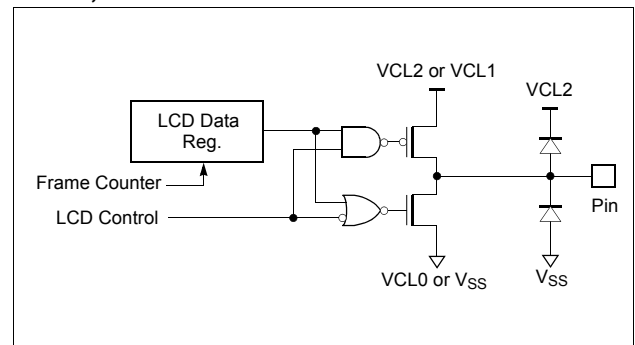 VCL2 or VCL1
VCL2
LCD Data
Reg.
Frame Counter
LCD Control
Pin
VCL0 or VSS
VSS